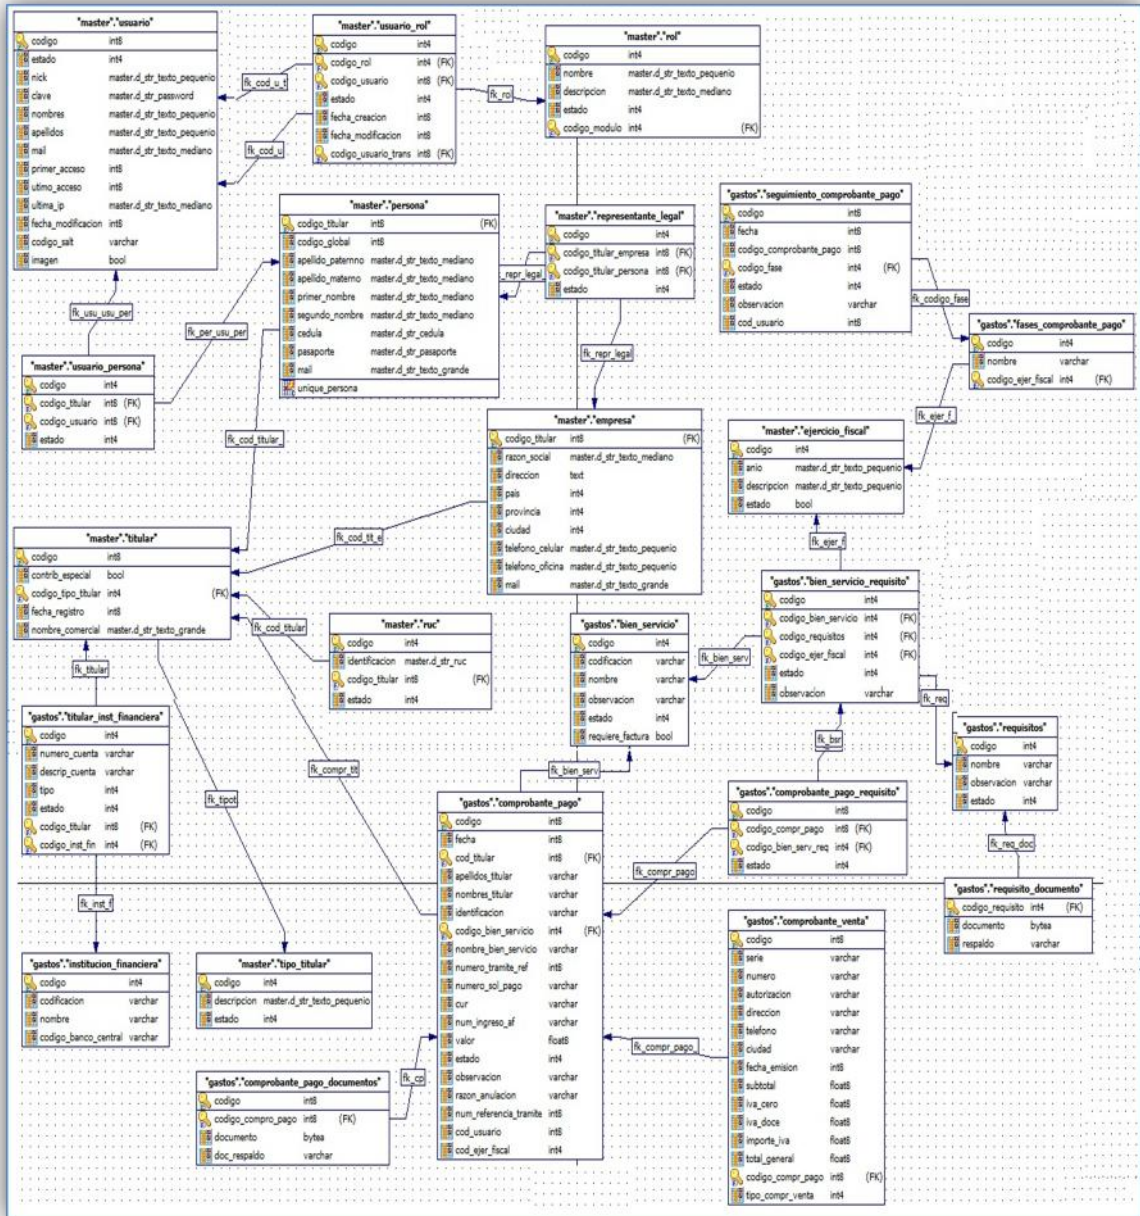 "master"."usuario"
codigo int8
estado int4
nick master.d_str_texto_pequenio
clave master.d_str_password
nombres master.d_str_texto_pequenio
apellidos master.d_str_texto_pequenio
mail master.d_str_texto_mediano
primer_acceso int8
utimo_acceso int8
ultima_ip master.d_str_texto_mediano
fecha_modificacion int8
codigo_salt varchar
imagen bool
"master"."usuario_rol"
codigo int4
codigo_rol int4 (FK)
codigo_usuario int8 (FK)
estado int4
fecha_creacion int8
fecha_modificacion int8
codigo_usuario_trans int8 (FK)
"master"."rol"
codigo int4
nombre master.d_str_texto_pequenio
descripcion master.d_str_texto_mediano
estado int4
codigo_modulo int4 (FK)
fk_cod_u_t
fk_rol
fk_cod_u
"master"."persona"
codigo_titular int8 (FK)
codigo_global int8
apellido_paternno master.d_str_texto_mediano
apellido_materno master.d_str_texto_mediano
primer_nombre master.d_str_texto_mediano
segundo_nombre master.d_str_texto_mediano
cedula master.d_str_cedula
pasaporte master.d_str_pasaporte
mail master.d_str_texto_grande
unique_persona
"master"."representante_legal"
codigo int4
codigo_titular_empresa int8 (FK)
codigo_titular_persona int8 (FK)
estado int4
"gastos"."seguimiento_comprobante_pago"
codigo int8
fecha int8
codigo_comprobante_pago int8
codigo_fase int4 (FK)
estado int4
observacion varchar
cod_usuario int8
_repr_legal
fk_codigo_fase
fk_usu_usu_per
fk_per_usu_per
fk_repr_legal
"gastos"."fases_comprobante_pago"
codigo int4
nombre varchar
codigo_ejer_fiscal int4 (FK)
"master"."usuario_persona"
codigo int4
codigo_titular int8 (FK)
codigo_usuario int8 (FK)
estado int4
fk_cod_titular_
fk_ejer_f
"master"."empresa"
codigo_titular int8 (FK)
razon_social master.d_str_texto_mediano
direccion text
pais int4
provincia int4
ciudad int4
telefono_celular master.d_str_texto_pequenio
telefono_oficina master.d_str_texto_pequenio
mail master.d_str_texto_grande
"master"."ejercicio_fiscal"
codigo int4
anio master.d_str_texto_pequenio
descripcion master.d_str_texto_pequenio
estado bool
fk_cod_tit_e
fk_ejer_f
"master"."titular"
codigo int8
contrib_especial bool
codigo_tipo_titular int4 (FK)
fecha_registro int8
nombre_comercial master.d_str_texto_grande
fk_cod_titular
"master"."ruc"
codigo int4
identificacion master.d_str_ruc
codigo_titular int8 (FK)
estado int4
"gastos"."bien_servicio"
codigo int4
codificacion varchar
nombre varchar
observacion varchar
estado int4
requiere_factura bool
"gastos"."bien_servicio_requisito"
codigo int4
codigo_bien_servicio int4 (FK)
codigo_requisitos int4 (FK)
codigo_ejer_fiscal int4 (FK)
estado int4
observacion varchar
fk_bien_serv
fk_titular
fk_req
"gastos"."titular_inst_financiera"
codigo int4
numero_cuenta varchar
descrip_cuenta varchar
tipo int4
estado int4
codigo_titular int8 (FK)
codigo_inst_fin int4 (FK)
"gastos"."requisitos"
codigo int4
nombre varchar
observacion varchar
estado int4
fk_bsr
fk_compr_tit
fk_bien_serv
fk_tipot
"gastos"."comprobante_pago"
codigo int8
fecha int8
cod_titular int8 (FK)
apellidos_titular varchar
nombres_titular varchar
identificacion varchar
codigo_bien_servicio int4 (FK)
nombre_bien_servicio varchar
numero_tramite_ref int8
numero_sol_pago varchar
cur varchar
num_ingreso_af varchar
valor float8
estado int4
observacion varchar
razon_anulacion varchar
num_referencia_tramite int8
cod_usuario int8
cod_ejer_fiscal int4
"gastos"."comprobante_pago_requisito"
codigo int8
codigo_compr_pago int8 (FK)
codigo_bien_serv_req int4 (FK)
estado int4
fk_req_doc
fk_compr_pago
"gastos"."requisito_documento"
codigo_requisito int4 (FK)
documento bytea
respaldo varchar
fk_inst_f
"gastos"."institucion_financiera"
codigo int4
codificacion varchar
nombre varchar
codigo_banco_central varchar
"master"."tipo_titular"
codigo int4
descripcion master.d_str_texto_pequenio
estado int4
"gastos"."comprobante_venta"
codigo int8
serie varchar
numero varchar
autorizacion varchar
direccion varchar
telefono varchar
ciudad varchar
fecha_emision int8
subtotal float8
iva_cero float8
iva_doce float8
importe_iva float8
total_general float8
codigo_compr_pago int8 (FK)
tipo_compr_venta int4
fk_compr_pago_
fk_cp
"gastos"."comprobante_pago_documentos"
codigo int8
codigo_compro_pago int8 (FK)
documento bytea
doc_respaldo varchar